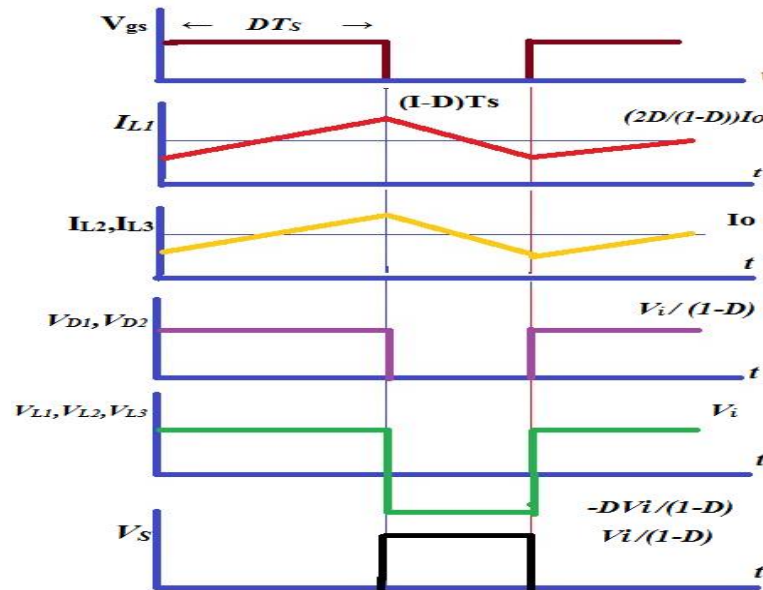 Vgs ← DTs →
t
(I-D)Ts
IL1 (2D/(1-D))Io
t
IL2,IL3 Io
t
VD1,VD2 Vi/(1-D)
t
VL1,VL2,VL3 Vi
t
-DVi/(1-D)
VS Vi/(1-D)
t